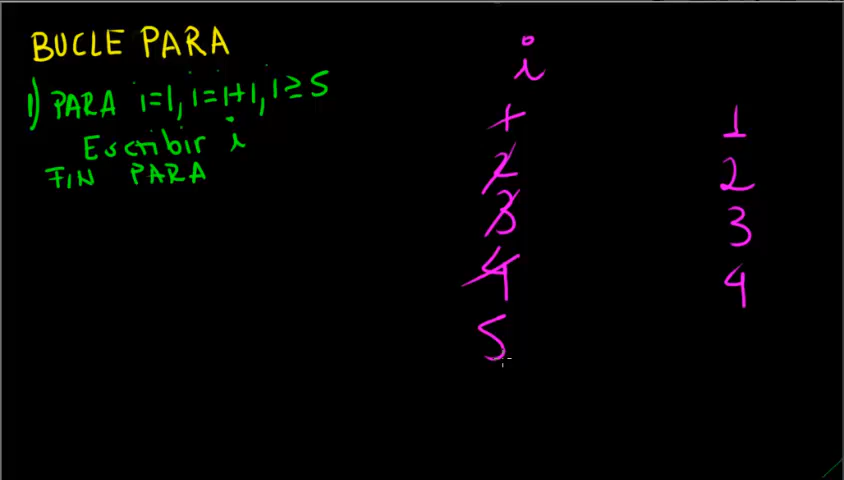 BUCLE PARA
1) PARA i=1, i=i+1, i≥5
Escribir i
FIN PARA
i
1 1
2 2
3 3
4 4
5